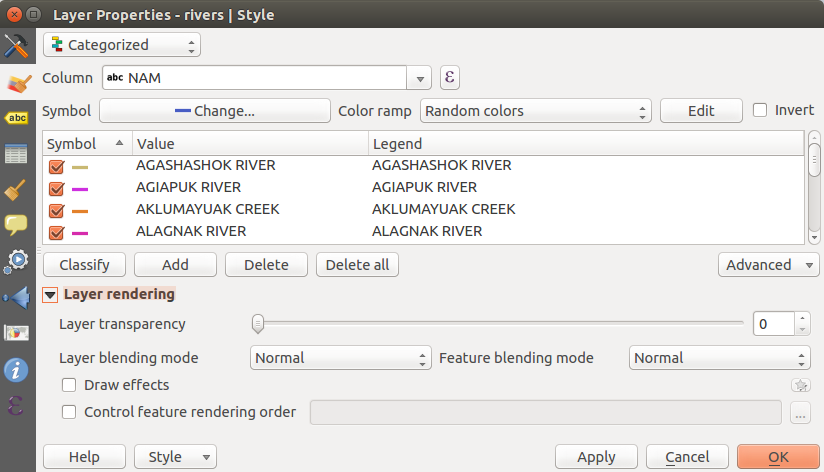 Layer Properties - rivers | Style
Categorized
Column abc NAM ε
Symbol Change... Color ramp Random colors Edit Invert
Symbol Value Legend
AGASHASHOK RIVER AGASHASHOK RIVER
abc AGIAPUK RIVER AGIAPUK RIVER
AKLUMAYUAK CREEK AKLUMAYUAK CREEK
ALAGNAK RIVER ALAGNAK RIVER
Classify Add Delete Delete all Advanced
Layer rendering
Layer transparency 0
Layer blending mode Normal Feature blending mode Normal
Draw effects
Control feature rendering order ...
Help Style Apply Cancel OK